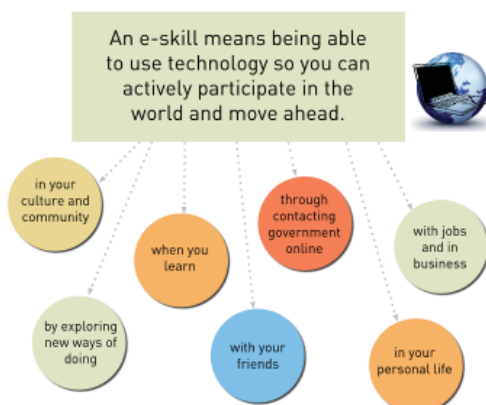 An e-skill means being able
to use technology so you can
actively participate in the
world and move ahead.
in your
culture and
community
when you
learn
through
contacting
government
online
with jobs
and in
business
by exploring
new ways of
doing
with your
friends
in your
personal life